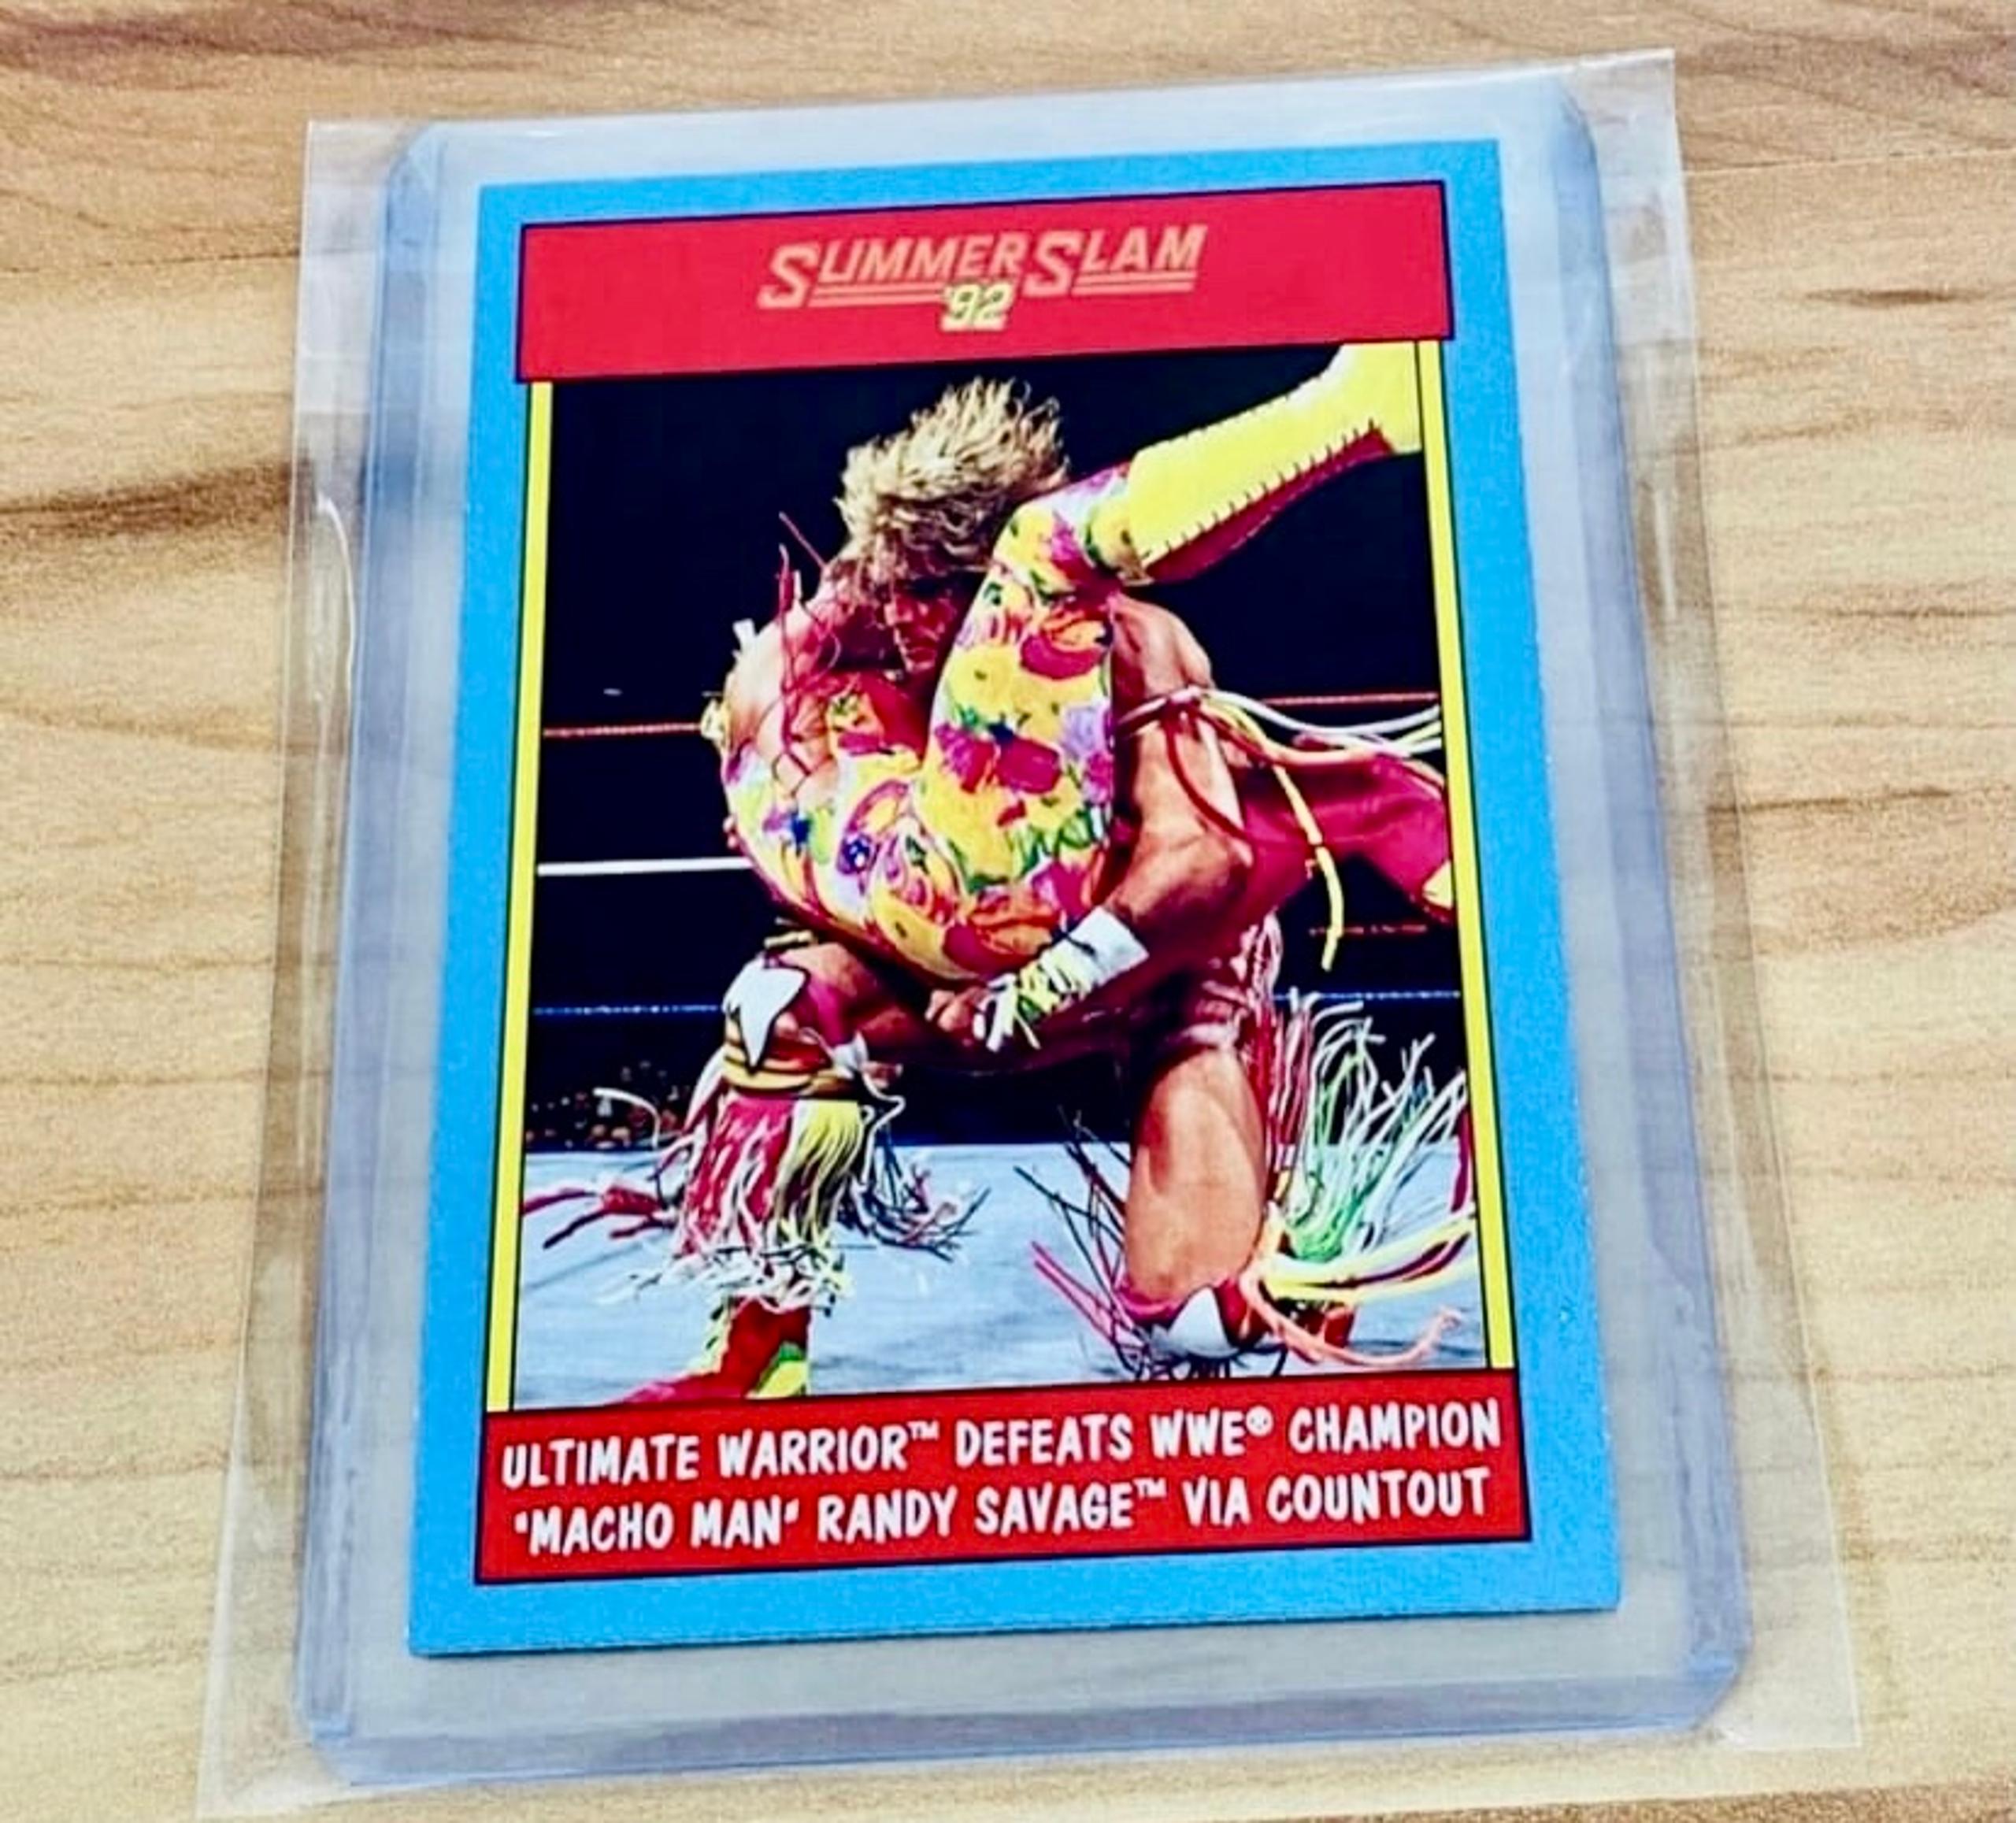 SUMMERSLAM
'92
ULTIMATE WARRIOR™ DEFEATS WWE® CHAMPION
'MACHO MAN' RANDY SAVAGE™ VIA COUNTOUT